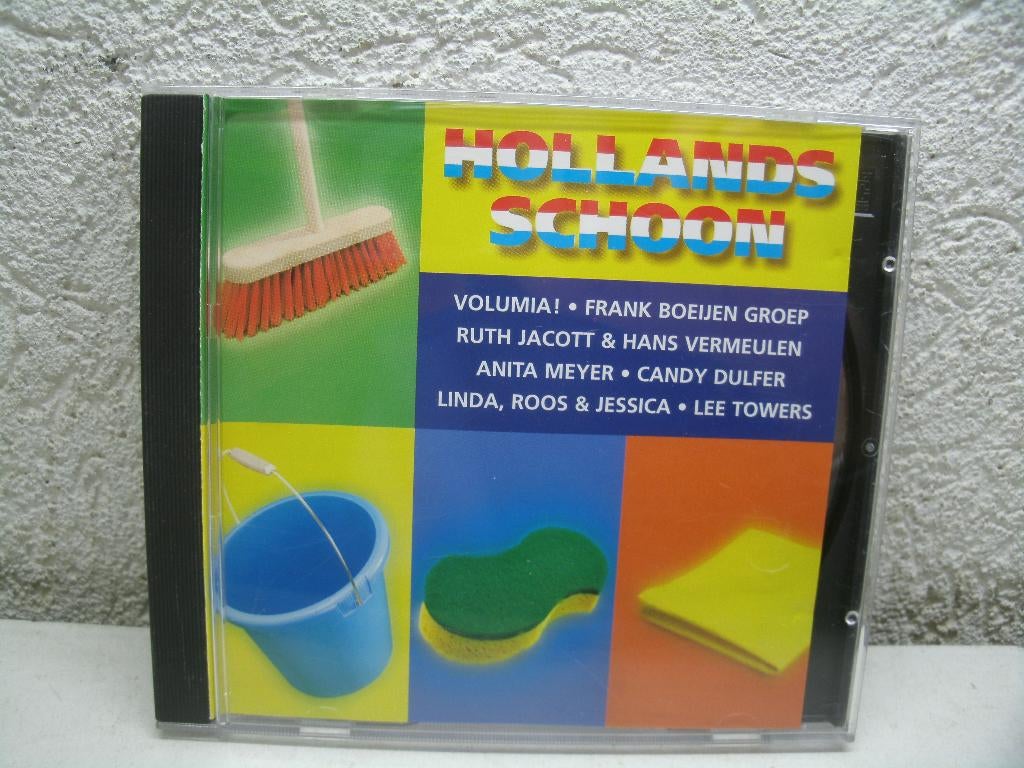 HOLLANDS
SCHOON
VOLUMIA! • FRANK BOEIJEN GROEP
RUTH JACOTT & HANS VERMEULEN
ANITA MEYER • CANDY DULFER
LINDA, ROOS & JESSICA • LEE TOWERS